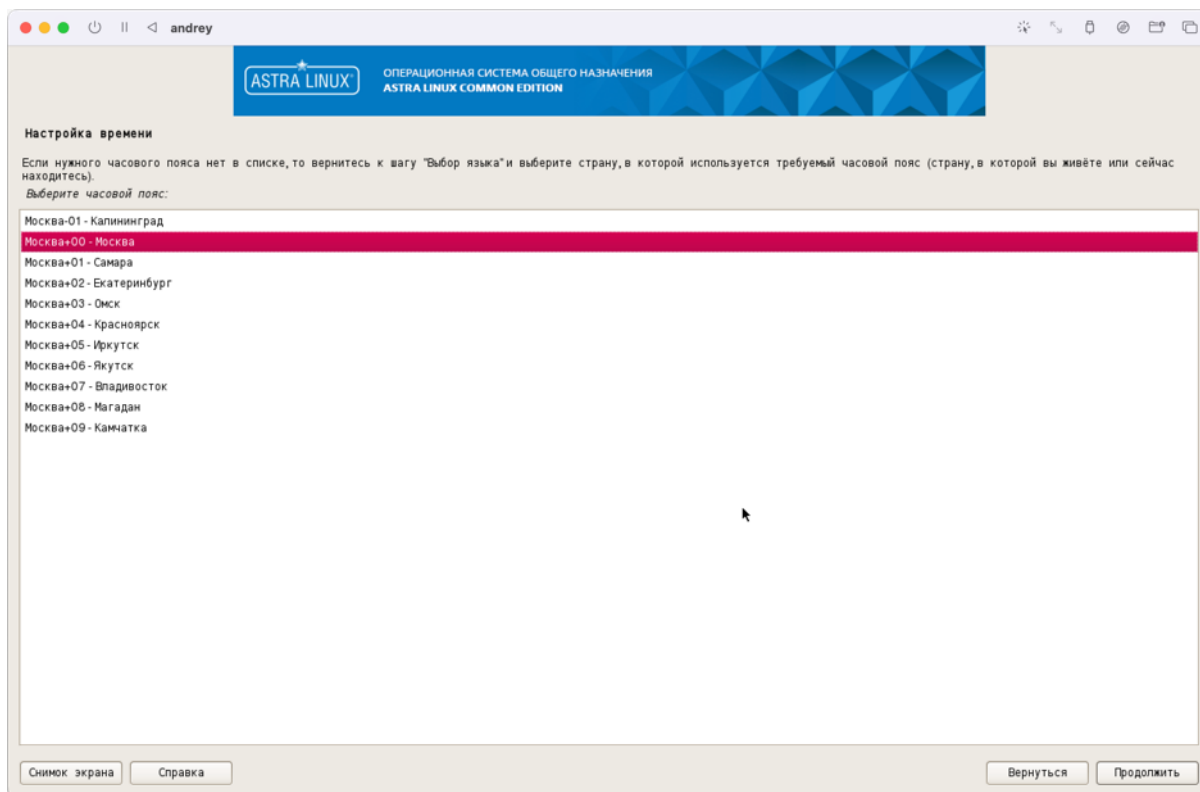 andrey
ASTRA LINUX®
ОПЕРАЦИОННАЯ СИСТЕМА ОБЩЕГО НАЗНАЧЕНИЯ
ASTRA LINUX COMMON EDITION
Настройка времени
Если нужного часового пояса нет в списке, то вернитесь к шагу "Выбор языка" и выберите страну, в которой используется требуемый часовой пояс (страну, в которой вы живёте или сейчас
находитесь).
Выберите часовой пояс:
Москва-01 - Калининград
Москва+00 - Москва
Москва+01 - Самара
Москва+02 - Екатеринбург
Москва+03 - Омск
Москва+04 - Красноярск
Москва+05 - Иркутск
Москва+06 - Якутск
Москва+07 - Владивосток
Москва+08 - Магадан
Москва+09 - Камчатка
Снимок экрана Справка Вернуться Продолжить